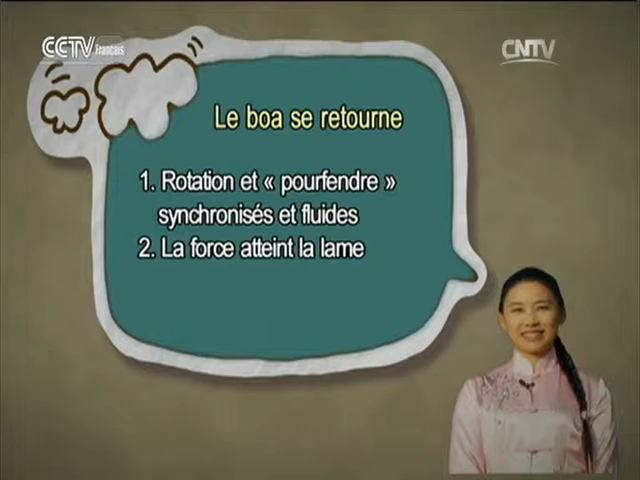 CCTV Français
CNTV
Le boa se retourne
1. Rotation et « pourfendre »
synchronisés et fluides
2. La force atteint la lame